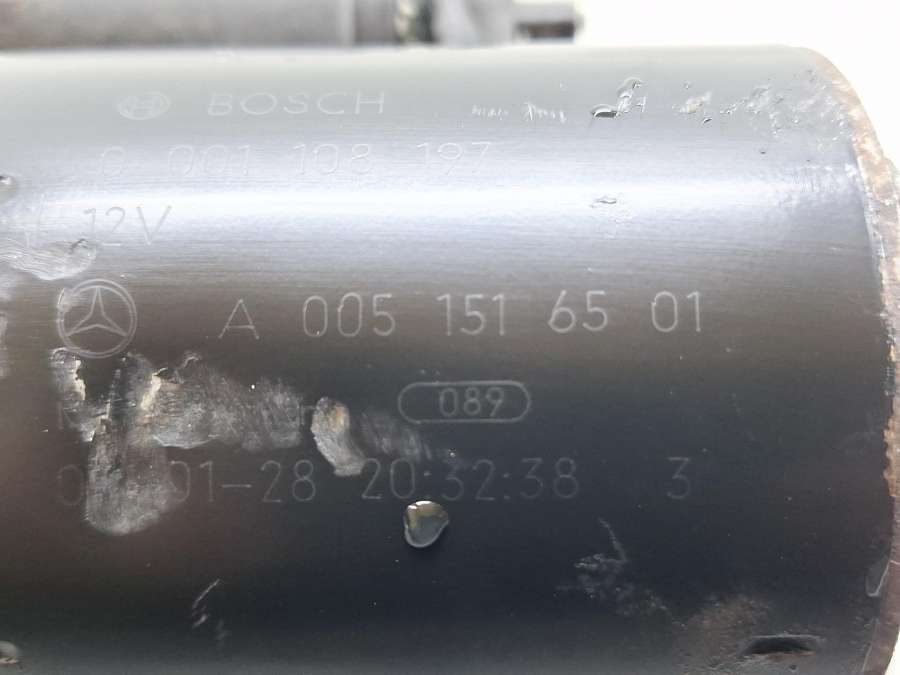 BOSCH
0 001 108 197
12V
A 005 151 65 01
089
01-28 20:32:38 3